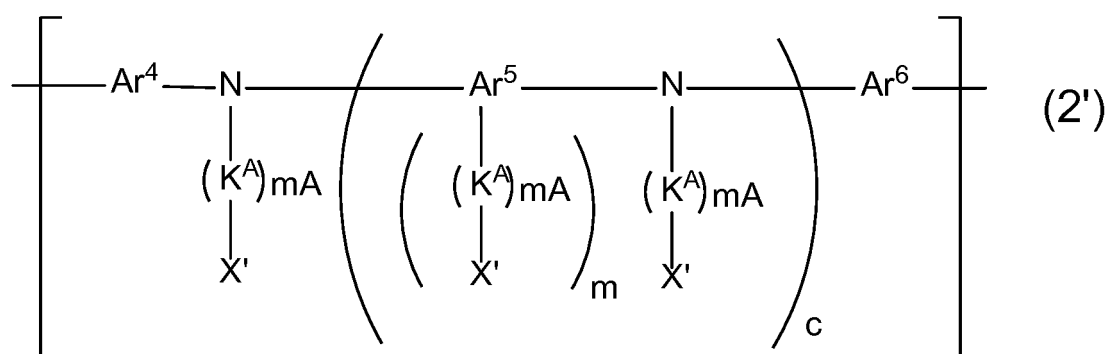 Ar⁴ N Ar⁵ N Ar⁶ (2')
(Kᴬ)mA (Kᴬ)mA (Kᴬ)mA
X' X' m X'
c